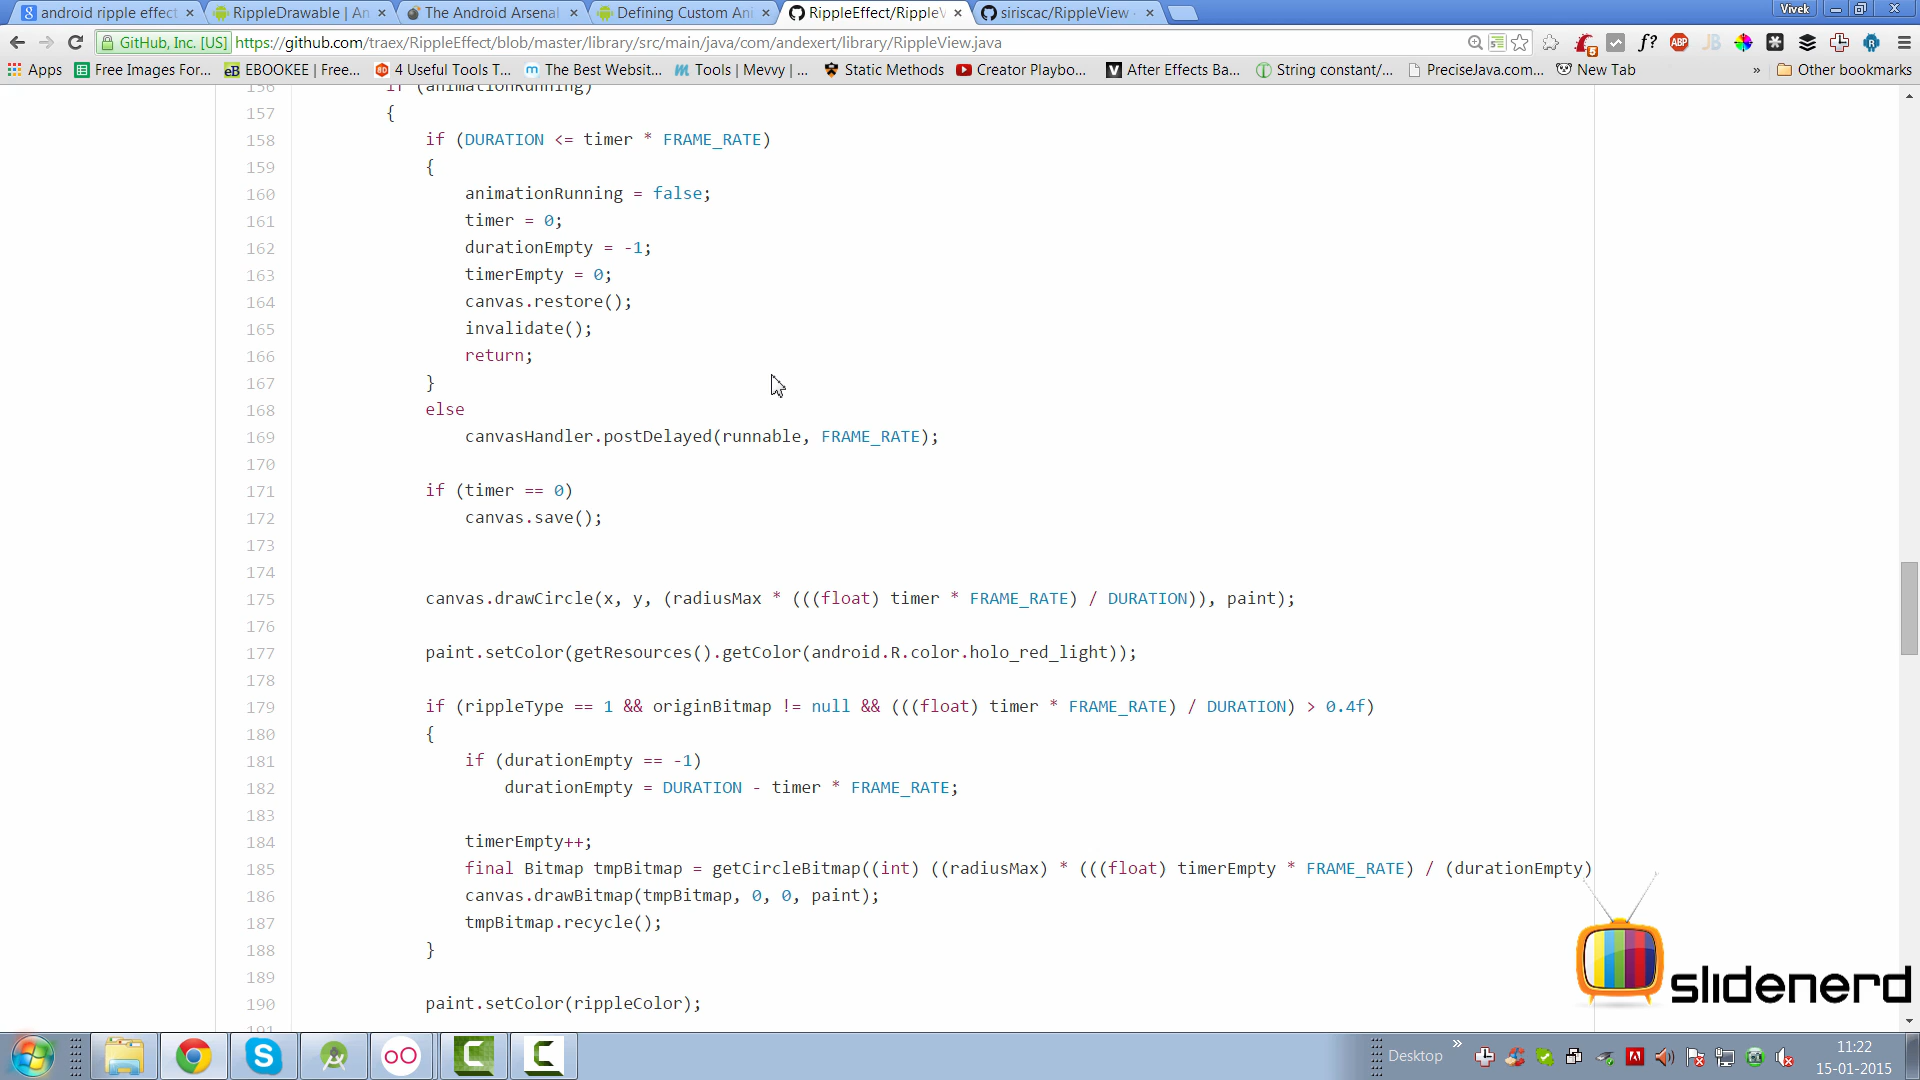 android ripple effect
RippleDrawable | An
The Android Arsenal
Defining Custom Ani
RippleEffect/RippleV
siriscac/RippleView
Vivek
GitHub, Inc. [US]
https://github.com/traex/RippleEffect/blob/master/library/src/main/java/com/andexert/library/RippleView.java
f?
ABP
JB
5
Apps
Free Images For...
EBOOKEE | Free...
4 Useful Tools T...
The Best Websit...
Tools | Mevvy | ...
Static Methods
Creator Playbo...
After Effects Ba...
String constant/...
PreciseJava.com...
New Tab
»
Other bookmarks
156 if (animationRunning)
157 {
158 if (DURATION <= timer * FRAME_RATE)
159 {
160 animationRunning = false;
161 timer = 0;
162 durationEmpty = -1;
163 timerEmpty = 0;
164 canvas.restore();
165 invalidate();
166 return;
167 }
168 else
169 canvasHandler.postDelayed(runnable, FRAME_RATE);
170
171 if (timer == 0)
172 canvas.save();
173
174
175 canvas.drawCircle(x, y, (radiusMax * (((float) timer * FRAME_RATE) / DURATION)), paint);
176
177 paint.setColor(getResources().getColor(android.R.color.holo_red_light));
178
179 if (rippleType == 1 && originBitmap != null && (((float) timer * FRAME_RATE) / DURATION) > 0.4f)
180 {
181 if (durationEmpty == -1)
182 durationEmpty = DURATION - timer * FRAME_RATE;
183
184 timerEmpty++;
185 final Bitmap tmpBitmap = getCircleBitmap((int) ((radiusMax) * (((float) timerEmpty * FRAME_RATE) / (durationEmpty)
186 canvas.drawBitmap(tmpBitmap, 0, 0, paint);
187 tmpBitmap.recycle();
188 }
189
190 paint.setColor(rippleColor);
191
slidenerd
Desktop
»
11:22
15-01-2015